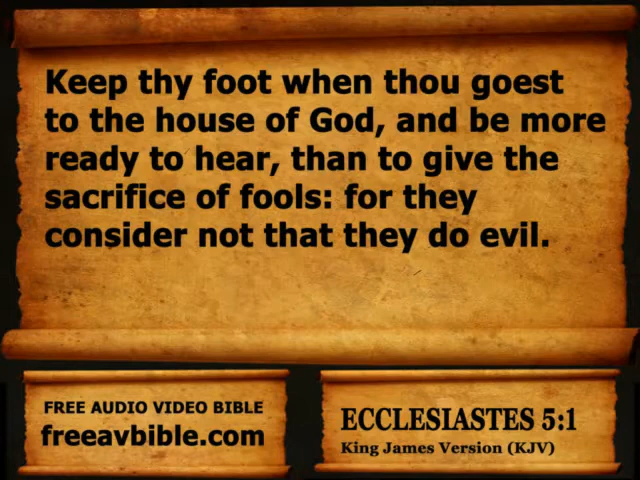 Keep thy foot when thou goest
to the house of God, and be more
ready to hear, than to give the
sacrifice of fools: for they
consider not that they do evil.
FREE AUDIO VIDEO BIBLE
freeavbible.com
ECCLESIASTES 5:1
King James Version (KJV)